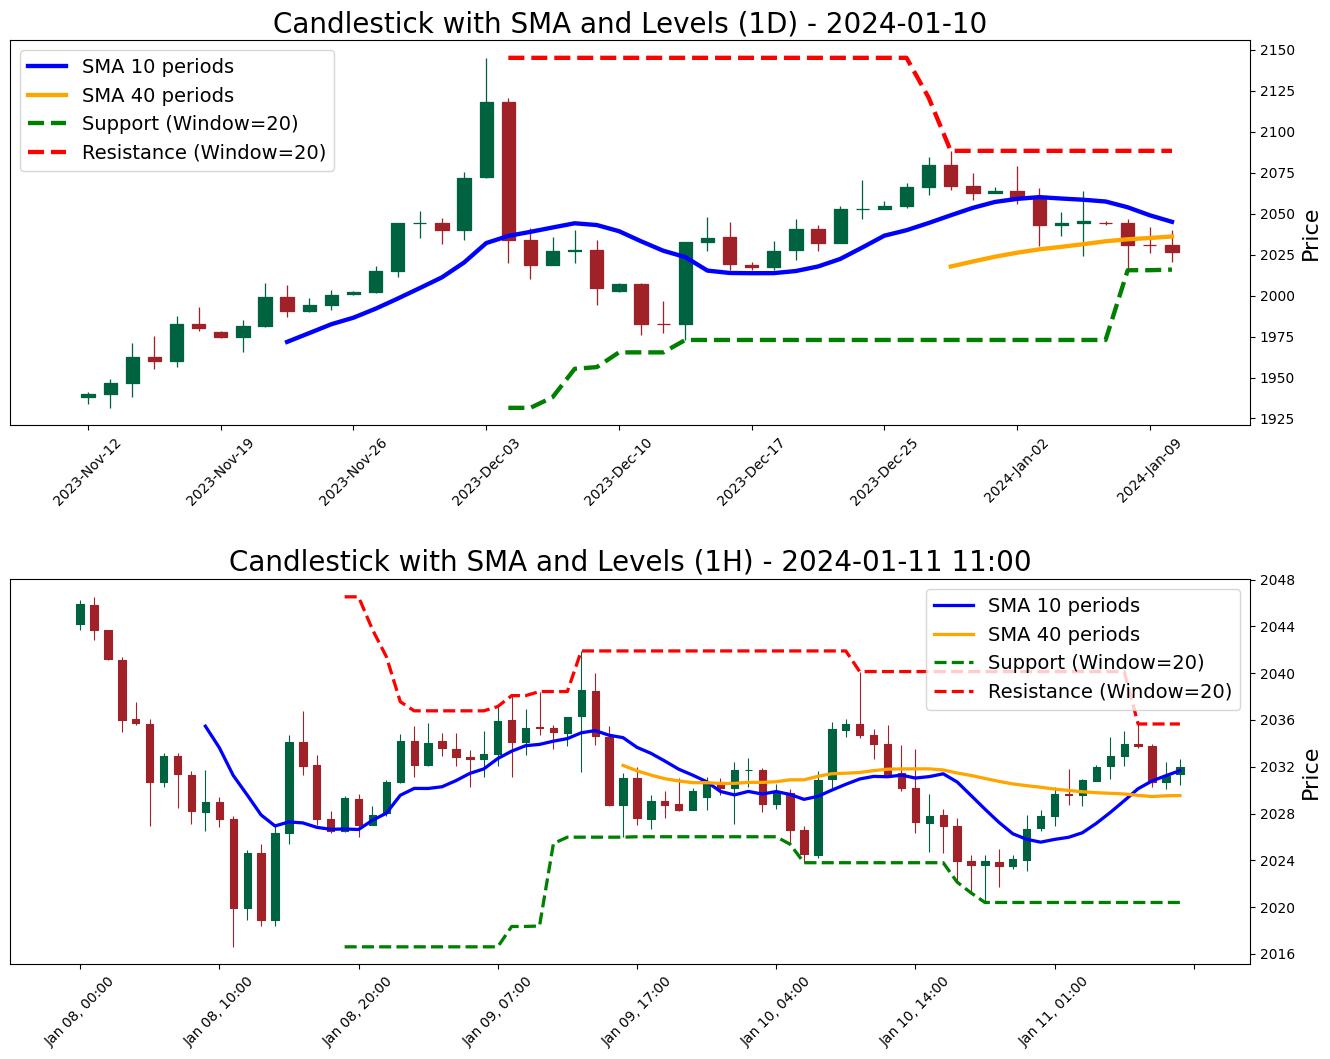 Candlestick with SMA and Levels (1D) - 2024-01-10
SMA 10 periods
SMA 40 periods
Support (Window=20)
Resistance (Window=20)
2150
2125
2100
2075
2050
2025
2000
1975
1950
1925
Price
2023-Nov-12
2023-Nov-19
2023-Nov-26
2023-Dec-03
2023-Dec-10
2023-Dec-17
2023-Dec-25
2024-Jan-02
2024-Jan-09
Candlestick with SMA and Levels (1H) - 2024-01-11 11:00
SMA 10 periods
SMA 40 periods
Support (Window=20)
Resistance (Window=20)
2048
2044
2040
2036
2032
2028
2024
2020
2016
Price
Jan 08, 00:00
Jan 08, 10:00
Jan 08, 20:00
Jan 09, 07:00
Jan 09, 17:00
Jan 10, 04:00
Jan 10, 14:00
Jan 11, 01:00